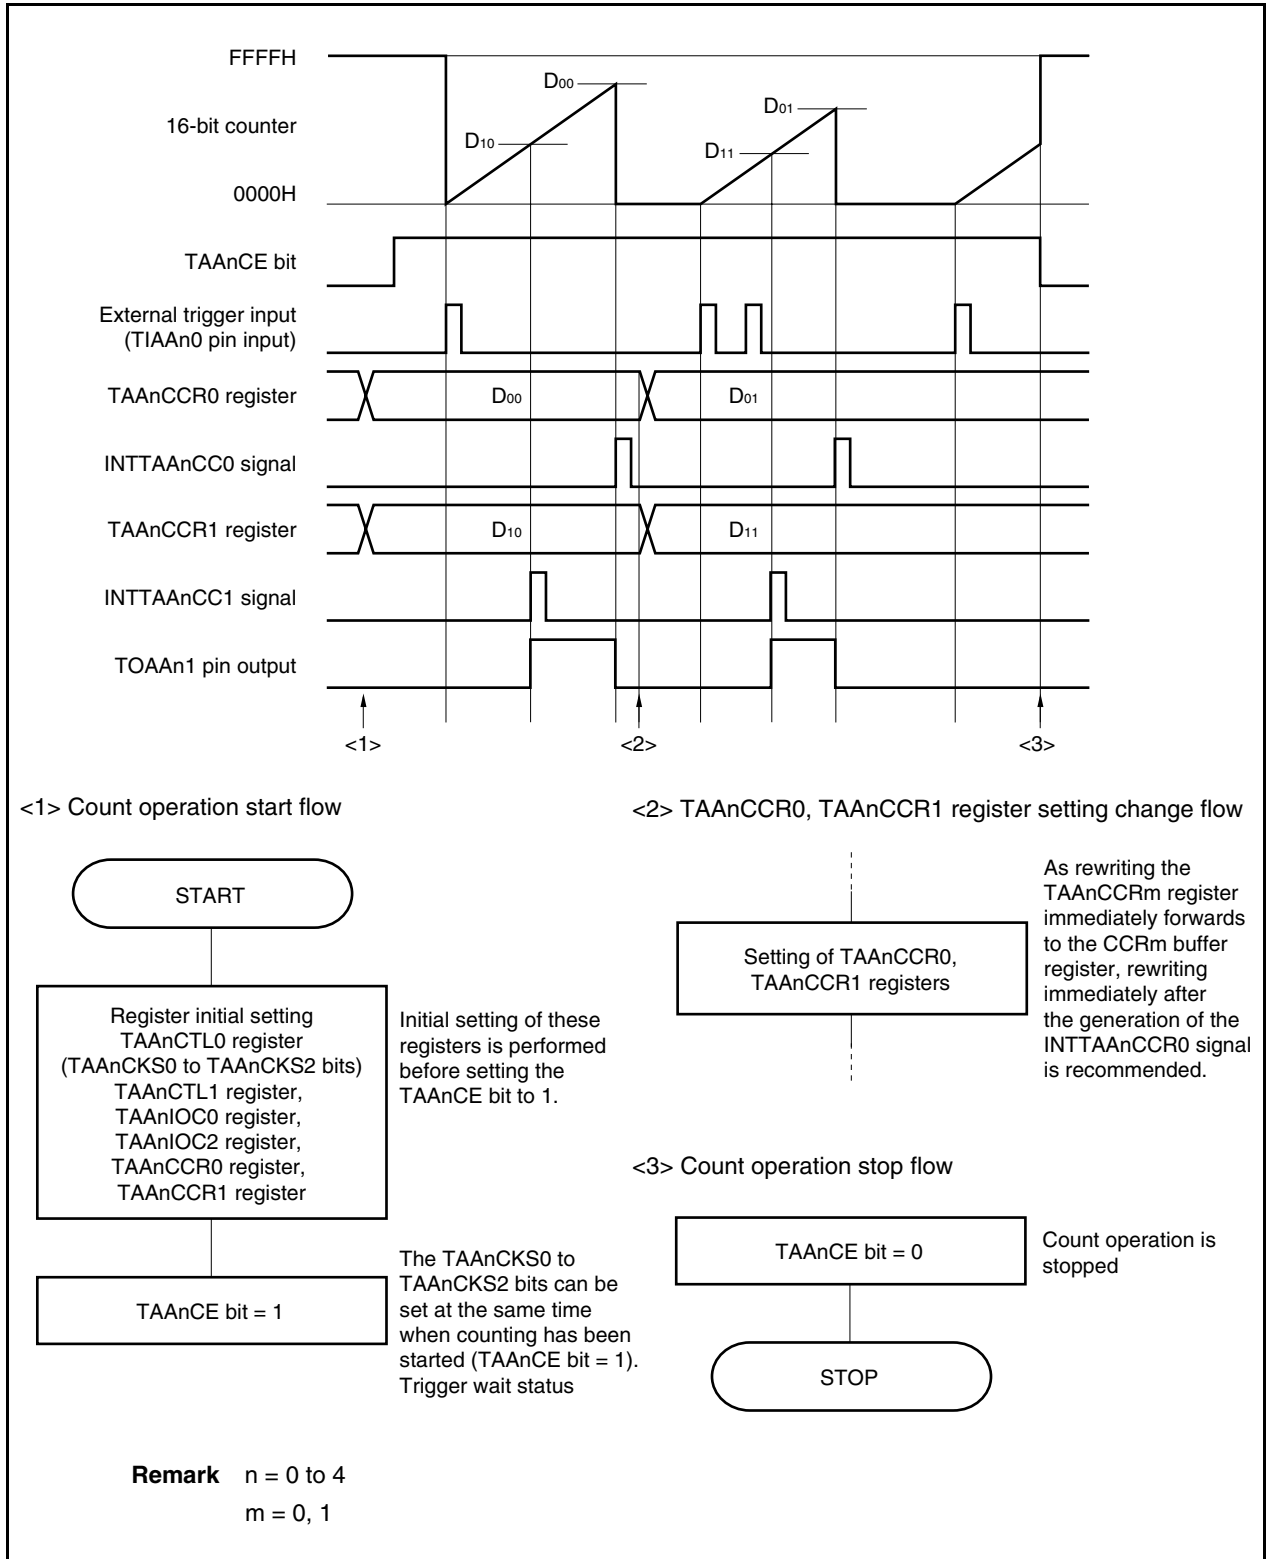 FFFFH
D00
D01
16-bit counter
D10
D11
0000H
TAAnCE bit
External trigger input
(TIAAn0 pin input)
TAAnCCR0 register
D00
D01
INTTAAnCC0 signal
TAAnCCR1 register
D10
D11
INTTAAnCC1 signal
TOAAn1 pin output
<1>
<2>
<3>
<1> Count operation start flow
START
Register initial setting
TAAnCTL0 register
(TAAnCKS0 to TAAnCKS2 bits)
TAAnCTL1 register,
TAAnIOC0 register,
TAAnIOC2 register,
TAAnCCR0 register,
TAAnCCR1 register
Initial setting of these
registers is performed
before setting the
TAAnCE bit to 1.
TAAnCE bit = 1
The TAAnCKS0 to
TAAnCKS2 bits can be
set at the same time
when counting has been
started (TAAnCE bit = 1).
Trigger wait status
<2> TAAnCCR0, TAAnCCR1 register setting change flow
Setting of TAAnCCR0,
TAAnCCR1 registers
As rewriting the
TAAnCCRm register
immediately forwards
to the CCRm buffer
register, rewriting
immediately after
the generation of the
INTTAAnCCR0 signal
is recommended.
<3> Count operation stop flow
TAAnCE bit = 0
Count operation is
stopped
STOP
Remark n = 0 to 4
m = 0, 1